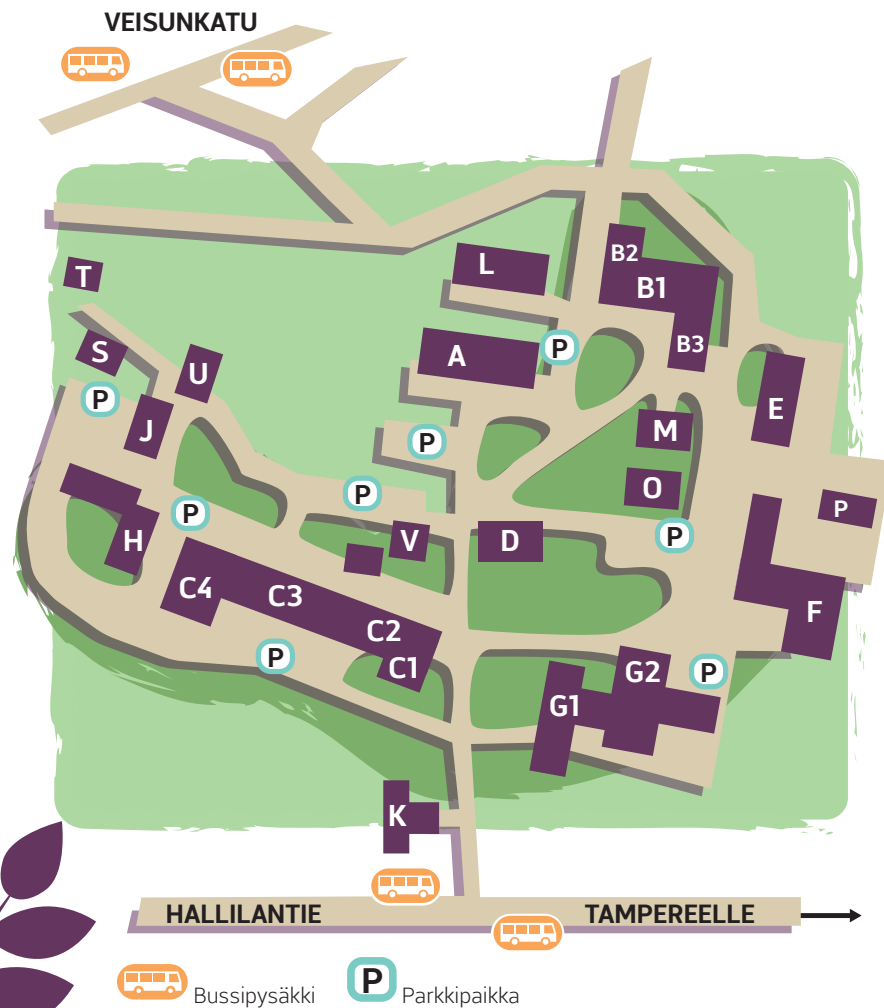 VEISUNKATU
B2
L
T
B1
B3
S
A
P
U
P
E
J
M
P
O
P
P
P
H
V
D
P
C4
C3
F
C2
P
C1
G2
P
G1
K
HALLILANTIE
TAMPEREELLE
P
Bussipysäkki
Parkkipaikka